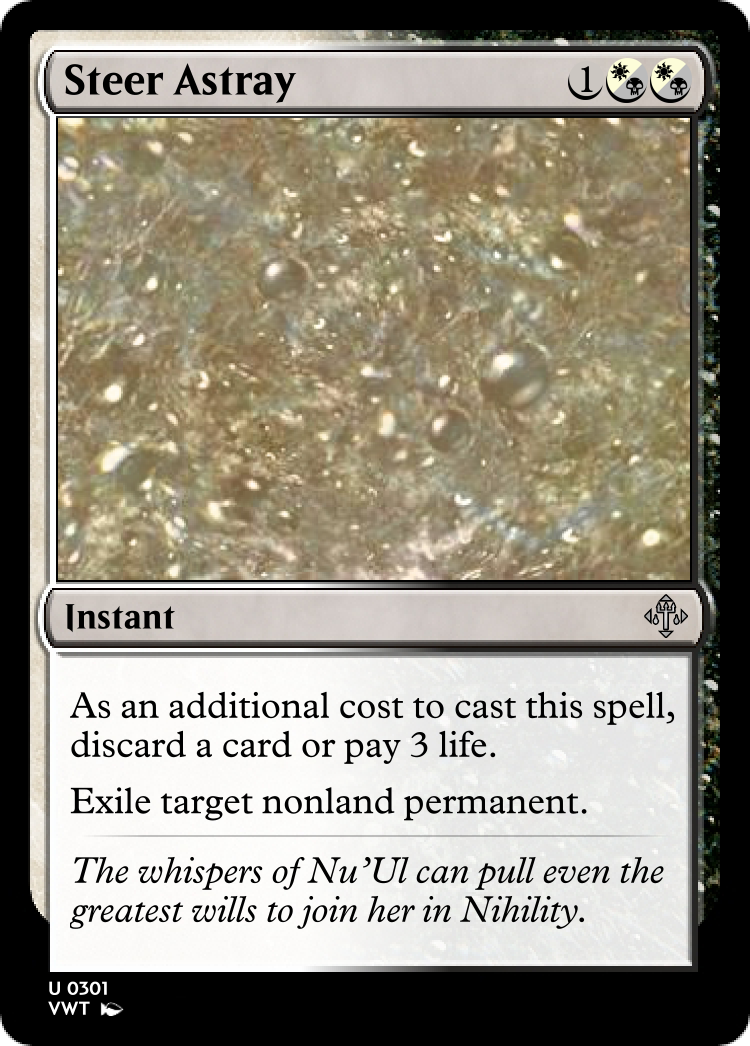 Steer Astray 1
Instant
As an additional cost to cast this spell,
discard a card or pay 3 life.
Exile target nonland permanent.
The whispers of Nu’Ul can pull even the
greatest wills to join her in Nihility.
U 0301
VWT